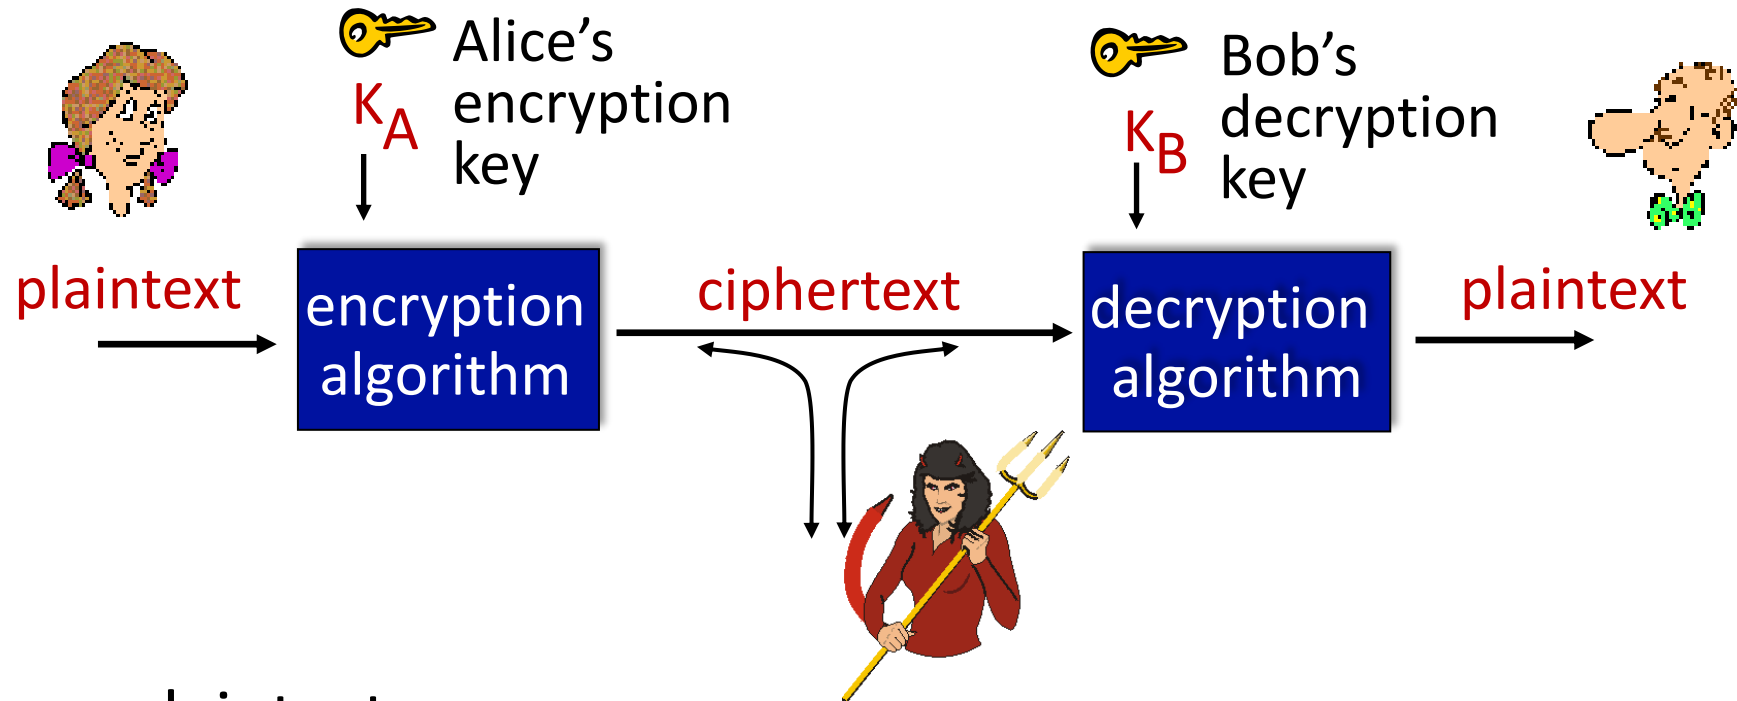 Alice’s
encryption
key
K A
Bob’s
decryption
key
K B
plaintext
encryption
algorithm
ciphertext
decryption
algorithm
plaintext